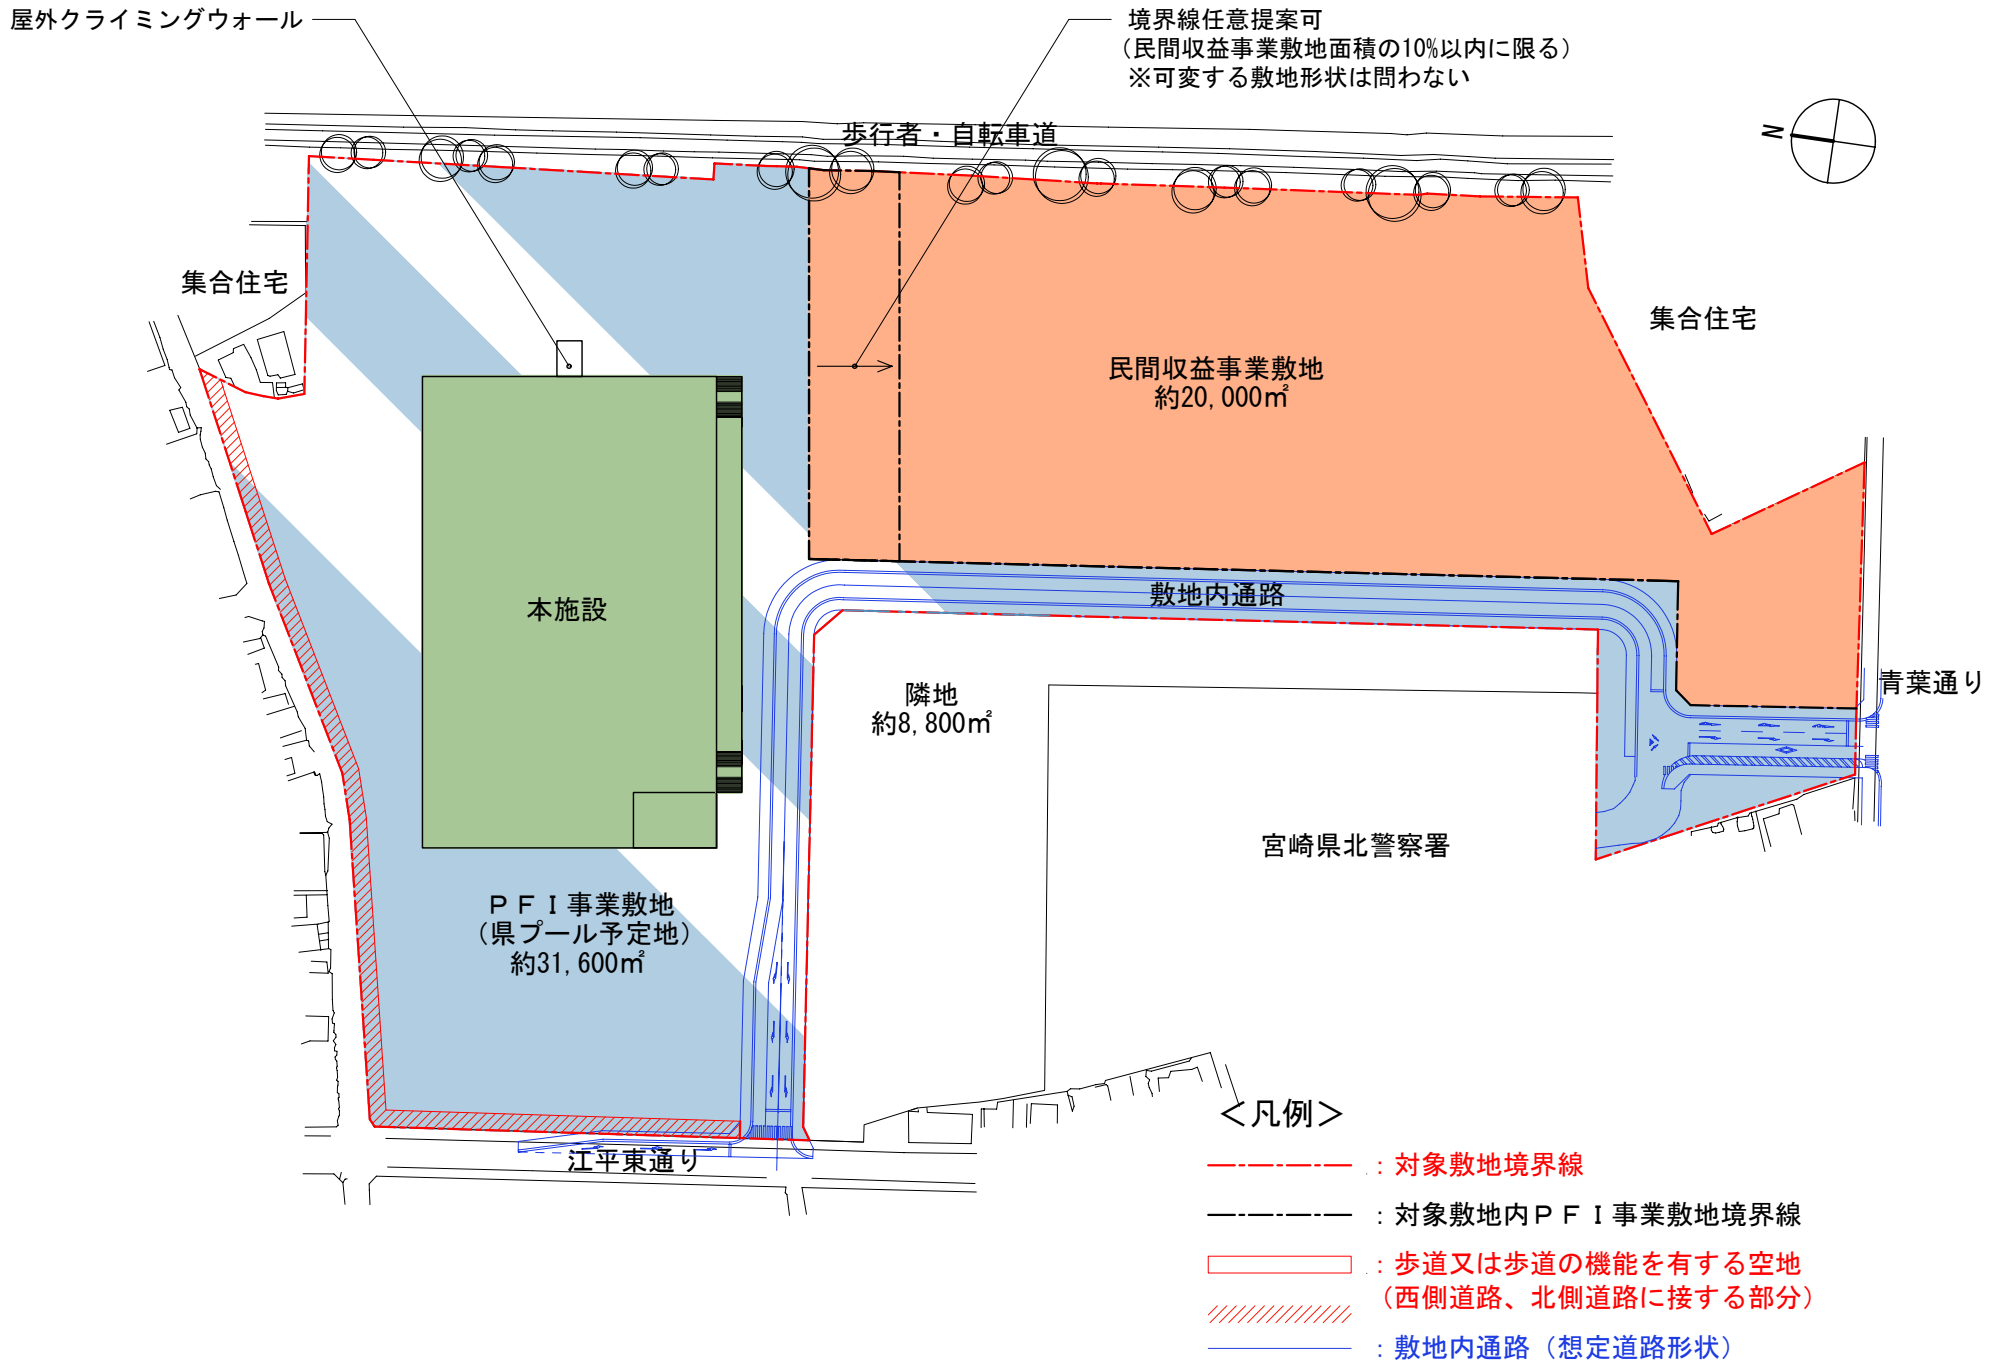 屋外クライミングウォール
境界線任意提案可
（民間収益事業敷地面積の10%以内に限る）
※可変する敷地形状は問わない
歩行者・自転車道
N
集合住宅
集合住宅
民間収益事業敷地
約20,000㎡
本施設
敷地内通路
隣地
約8,800㎡
青葉通り
宮崎県北警察署
ＰＦＩ事業敷地
（県プール予定地）
約31,600㎡
江平東通り
＜凡例＞
：対象敷地境界線
：対象敷地内ＰＦＩ事業敷地境界線
：歩道又は歩道の機能を有する空地
（西側道路、北側道路に接する部分）
：敷地内通路（想定道路形状）